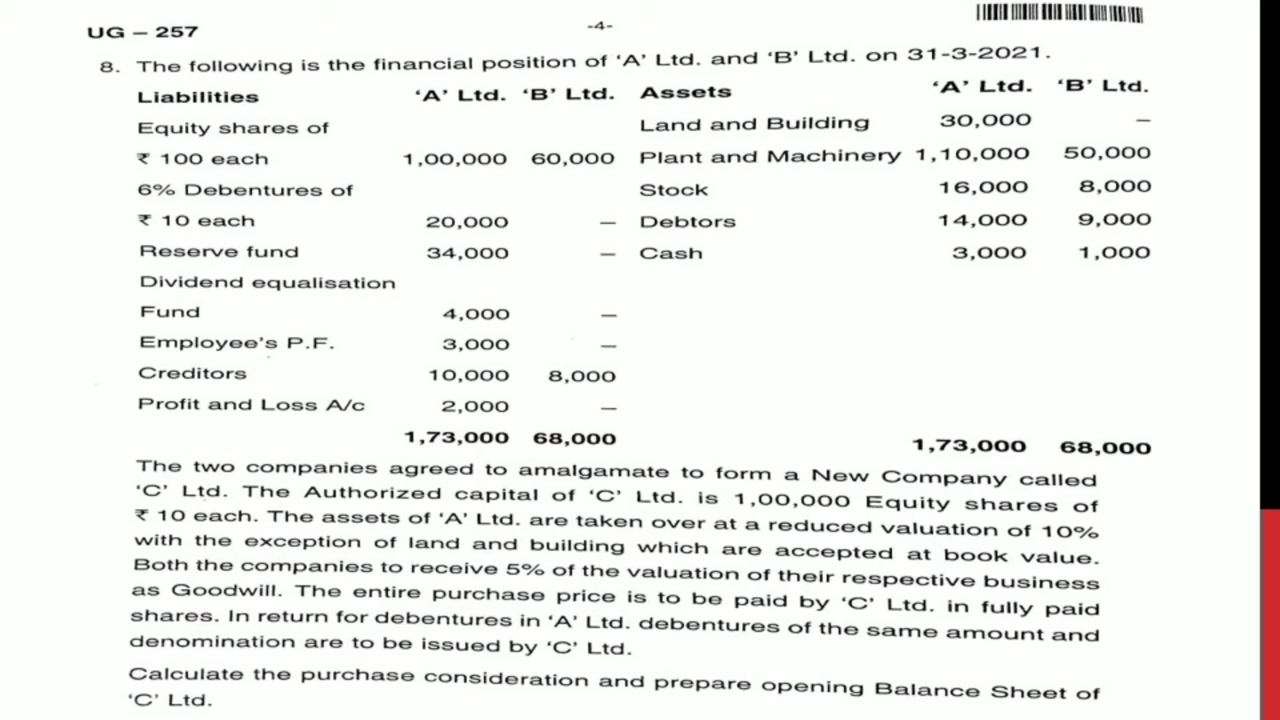 UG – 257
-4-
8. The following is the financial position of 'A' Ltd. and 'B' Ltd. on 31-3-2021.
Liabilities 'A' Ltd. 'B' Ltd. Assets 'A' Ltd. 'B' Ltd.
Equity shares of Land and Building 30,000 –
₹ 100 each 1,00,000 60,000 Plant and Machinery 1,10,000 50,000
6% Debentures of Stock 16,000 8,000
₹ 10 each 20,000 – Debtors 14,000 9,000
Reserve fund 34,000 – Cash 3,000 1,000
Dividend equalisation
Fund 4,000 –
Employee's P.F. 3,000 –
Creditors 10,000 8,000
Profit and Loss A/c 2,000 –
1,73,000 68,000 1,73,000 68,000
The two companies agreed to amalgamate to form a New Company called
'C' Ltd. The Authorized capital of 'C' Ltd. is 1,00,000 Equity shares of
₹ 10 each. The assets of 'A' Ltd. are taken over at a reduced valuation of 10%
with the exception of land and building which are accepted at book value.
Both the companies to receive 5% of the valuation of their respective business
as Goodwill. The entire purchase price is to be paid by 'C' Ltd. in fully paid
shares. In return for debentures in 'A' Ltd. debentures of the same amount and
denomination are to be issued by 'C' Ltd.
Calculate the purchase consideration and prepare opening Balance Sheet of
'C' Ltd.